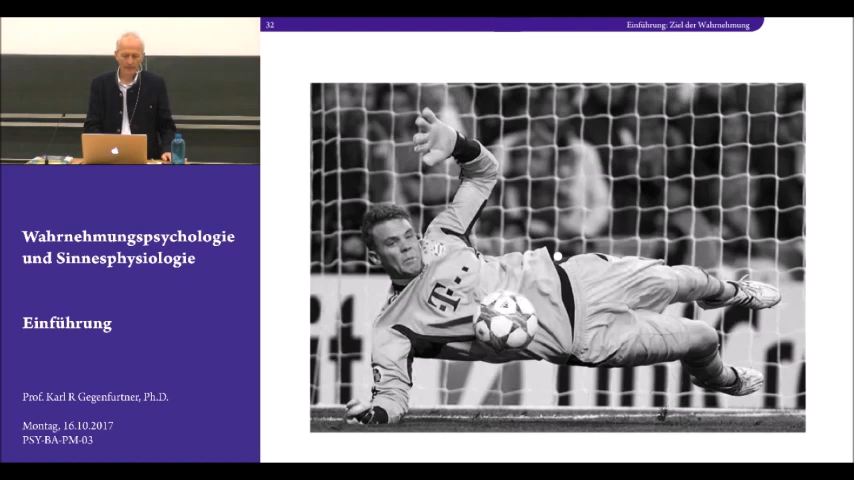 32
Einführung: Ziel der Wahrnehmung
Wahrnehmungspsychologie
und Sinnesphysiologie
Einführung
Prof. Karl R Gegenfurtner, Ph.D.
Montag, 16.10.2017
PSY-BA-PM-03
T